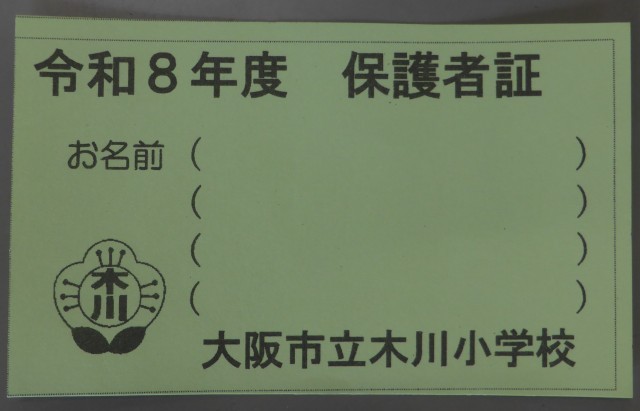 令和8年度　保護者証
お名前（　　　　　　　　　）
（　　　　　　　　　）
（　　　　　　　　　）
（　　　　　　　　　）
木川
大阪市立木川小学校